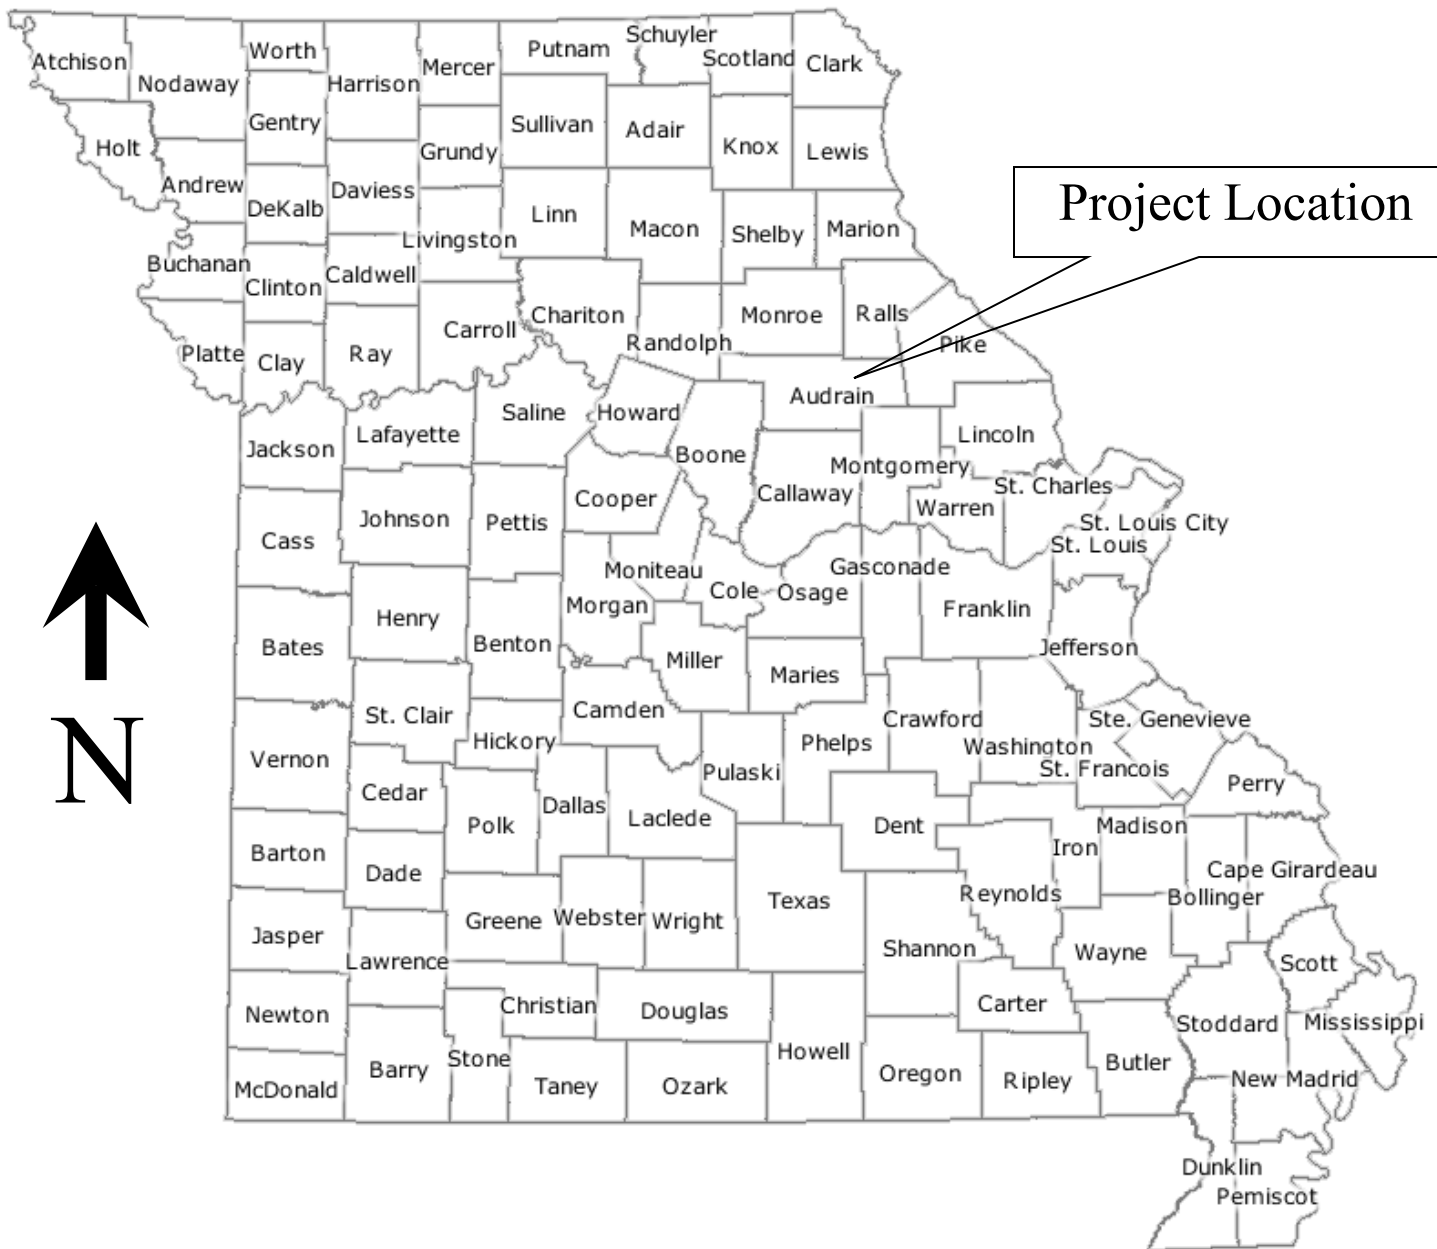 Schuyler
Worth
Putnam
Atchison
Scotland
Clark
Mercer
Nodaway
Harrison
Gentry
Sullivan
Adair
Holt
Knox
Lewis
Grundy
Andrew
Daviess
DeKalb
Project Location
Linn
Macon
Shelby
Marion
Livingston
Buchanan
Caldwell
Clinton
Chariton
Monroe
Ralls
Carroll
Randolph
Pike
Platte
Clay
Ray
Audrain
Saline
Howard
Lafayette
Lincoln
Jackson
Boone
Montgomery
St. Charles
Callaway
Cooper
Warren
Johnson
Pettis
St. Louis City
Cass
St. Louis
Gasconade
Moniteau
Cole
Osage
Morgan
Franklin
Henry
Benton
Bates
Jefferson
Miller
Maries
Camden
St. Clair
Crawford
Ste. Genevieve
Hickory
Phelps
Washington
N
Vernon
St. Francois
Pulaski
Perry
Cedar
Dallas
Laclede
Polk
Dent
Madison
Iron
Barton
Dade
Cape Girardeau
Reynolds
Bollinger
Texas
Greene
Webster
Wright
Jasper
Shannon
Wayne
Lawrence
Scott
Christian
Carter
Douglas
Newton
Stoddard
Mississippi
Howell
Stone
Butler
Barry
Oregon
Ripley
New Madrid
McDonald
Taney
Ozark
Dunklin
Pemiscot